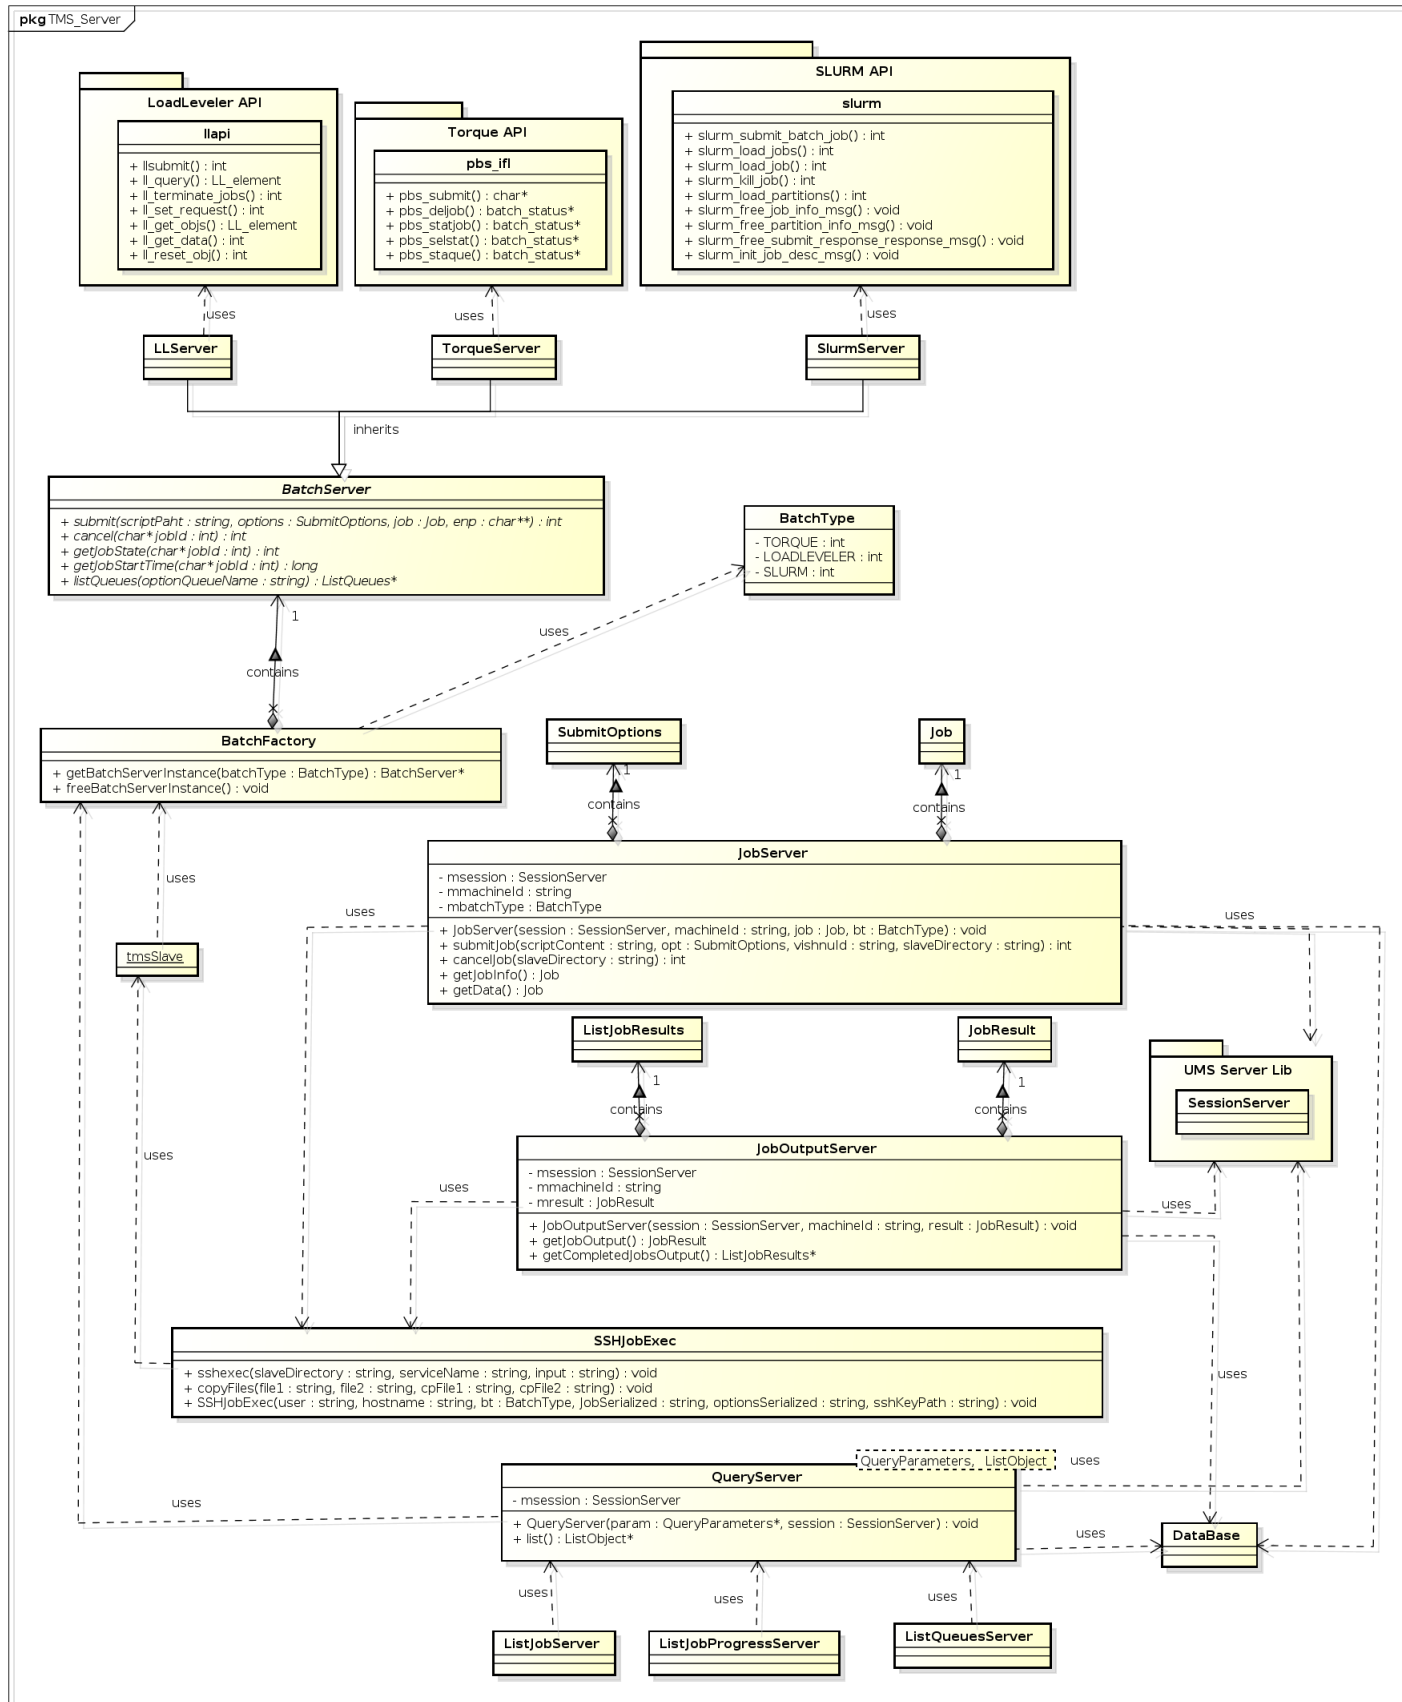 pkg TMS_Server
SLURM API
slurm
+ slurm_submit_batch_job() : int
+ slurm_load_jobs() : int
+ slurm_load_job() : int
+ slurm_kill_job() : int
+ slurm_load_partitions() : int
+ slurm_free_job_info_msg() : void
+ slurm_free_partition_info_msg() : void
+ slurm_free_submit_response_response_msg() : void
+ slurm_init_job_desc_msg() : void
LoadLeveler API
llapi
+ llsubmit() : int
+ ll_query() : LL_element
+ ll_terminate_jobs() : int
+ ll_set_request() : int
+ ll_get_objs() : LL_element
+ ll_get_data() : int
+ ll_reset_obj() : int
Torque API
pbs_ifl
+ pbs_submit() : char*
+ pbs_deljob() : batch_status*
+ pbs_statjob() : batch_status*
+ pbs_selstat() : batch_status*
+ pbs_staque() : batch_status*
uses
uses
uses
LLServer
TorqueServer
SlurmServer
inherits
BatchServer
+ submit(scriptPaht : string, options : SubmitOptions, job : Job, enp : char**) : int
+ cancel(char* jobId : int) : int
+ getJobState(char* jobId : int) : int
+ getJobStartTime(char* jobId : int) : long
+ listQueues(optionQueueName : string) : ListQueues*
BatchType
- TORQUE : int
- LOADLEVELER : int
- SLURM : int
1
uses
contains
BatchFactory
+ getBatchServerInstance(batchType : BatchType) : BatchServer*
+ freeBatchServerInstance() : void
SubmitOptions
Job
1
1
contains
contains
JobServer
- msession : SessionServer
- mmachineId : string
- mbatchType : BatchType
+ JobServer(session : SessionServer, machineId : string, job : Job, bt : BatchType) : void
+ submitJob(scriptContent : string, opt : SubmitOptions, vishnuId : string, slaveDirectory : string) : int
+ cancelJob(slaveDirectory : string) : int
+ getJobInfo() : Job
+ getData() : Job
uses
uses
uses
tmsSlave
ListJobResults
JobResult
1
1
contains
contains
UMS Server Lib
SessionServer
JobOutputServer
- msession : SessionServer
- mmachineId : string
- mresult : JobResult
+ JobOutputServer(session : SessionServer, machineId : string, result : JobResult) : void
+ getJobOutput() : JobResult
+ getCompletedJobsOutput() : ListJobResults*
uses
uses
uses
uses
SSHJobExec
+ sshexec(slaveDirectory : string, serviceName : string, input : string) : void
+ copyFiles(file1 : string, file2 : string, cpFile1 : string, cpFile2 : string) : void
+ SSHJobExec(user : string, hostname : string, bt : BatchType, JobSerialized : string, optionsSerialized : string, sshKeyPath : string) : void
QueryParameters, ListObject
uses
QueryServer
- msession : SessionServer
+ QueryServer(param : QueryParameters*, session : SessionServer) : void
+ list() : ListObject*
uses
uses
DataBase
uses
uses
uses
ListJobServer
ListJobProgressServer
ListQueuesServer